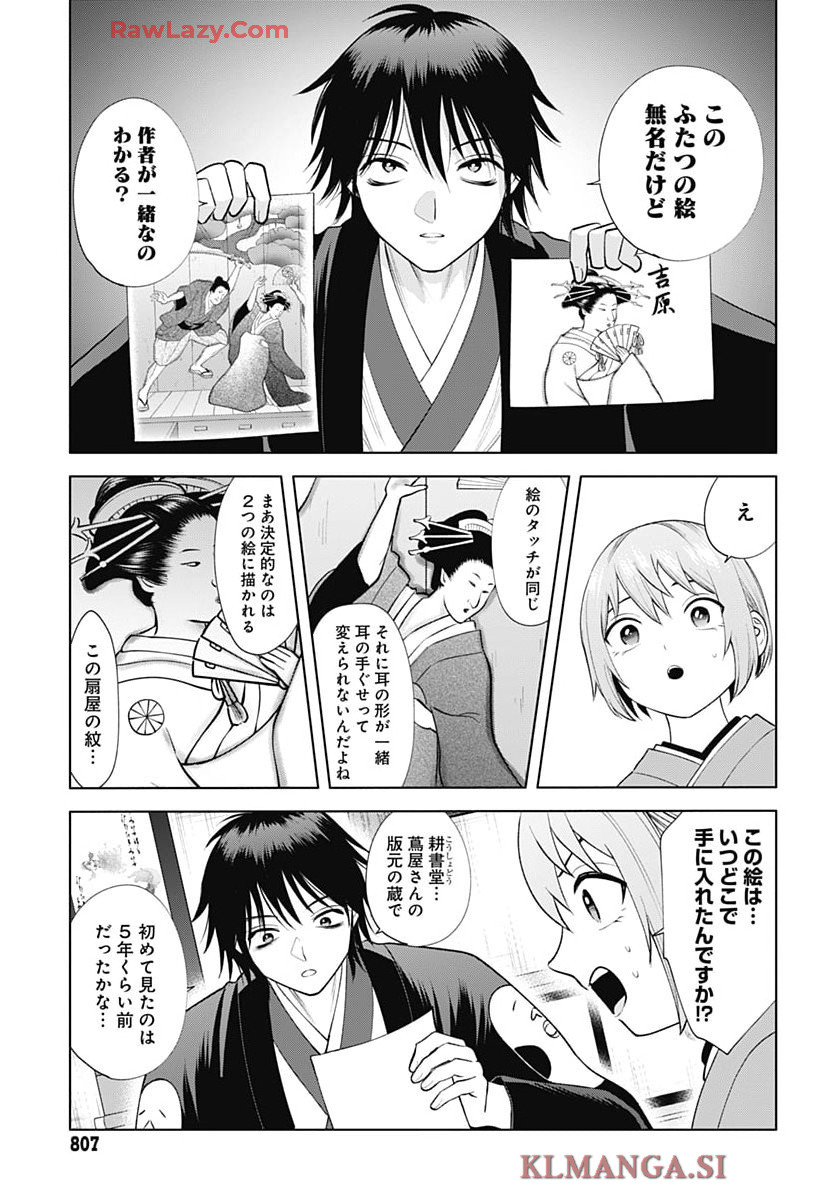 RawLazy.Com
この
ふたつの絵
無名だけど
吉原
作者が一緒なの
わかる?
え
絵のタッチが同じ
それに耳の形が一緒
耳の手ぐせって
変えられないんだよね
まあ決定的なのは
2つの絵に描かれる
この扇屋の紋…
この絵は…
いつどこで
手に入れたんですか!?
耕書堂…
こうしょどう
蔦屋さんの
版元の蔵で
初めて見たのは
5年くらい前
だったかな…
807
KLMANGA.SI